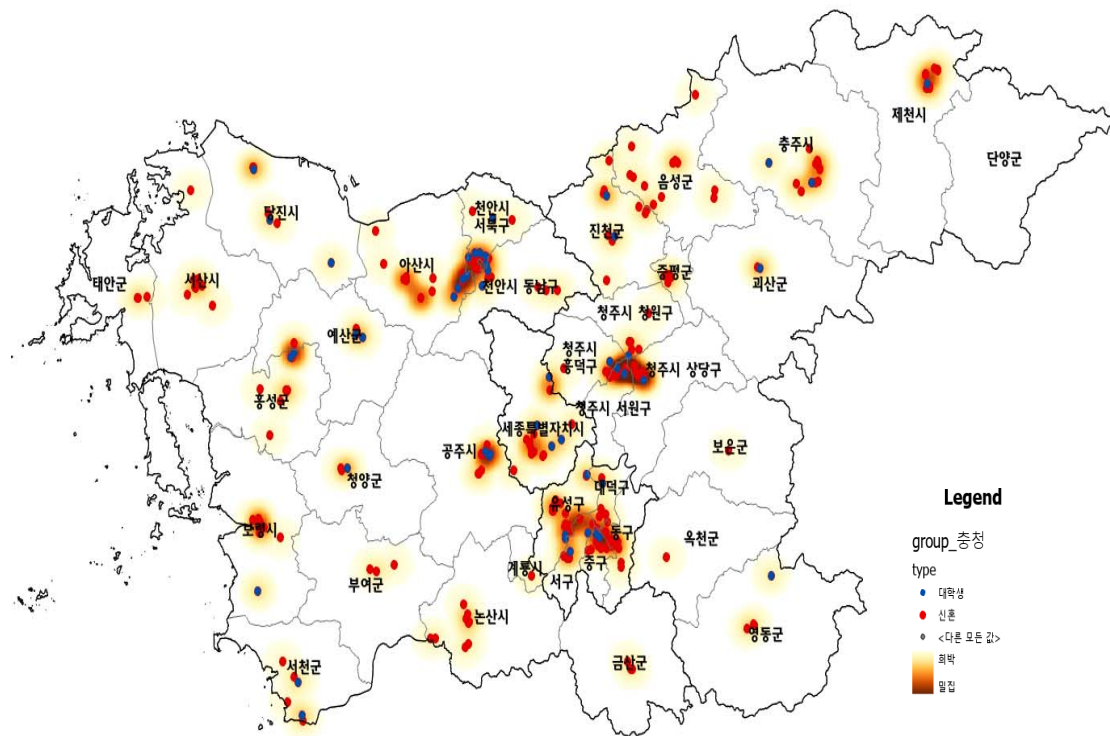 제천시
충주시
단양군
음성군
당진시
천안시
서북구
진천군
아산시
증평군
태안군
서산시
천안시 동남구
괴산군
청주시 청원구
예산군
청주시
흥덕구
청주시 상당구
홍성군
청주시 서원구
세종특별자치시
공주시
보은군
청양군
대덕구
유성구
보령시
동구
옥천군
중구
계룡시
서구
부여군
논산시
영동군
서천군
금산군
Legend
group_충청
type
대학생
신혼
<다른 모든 값>
희박
밀집